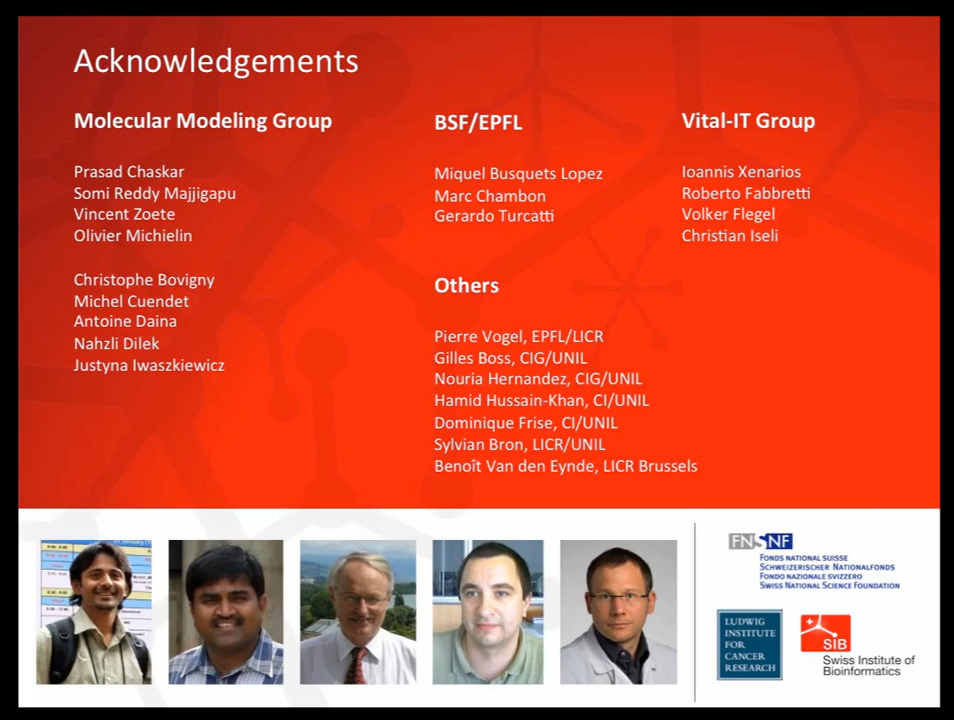 Acknowledgements
Molecular Modeling Group
Prasad Chaskar
Somi Reddy Majjigapu
Vincent Zoete
Olivier Michielin
Christophe Bovigny
Michel Cuendet
Antoine Daina
Nahzli Dilek
Justyna Iwaszkiewicz
BSF/EPFL
Miquel Busquets Lopez
Marc Chambon
Gerardo Turcatti
Others
Pierre Vogel, EPFL/LICR
Gilles Boss, CIG/UNIL
Nouria Hernandez, CIG/UNIL
Hamid Hussain-Khan, CI/UNIL
Dominique Frise, CI/UNIL
Sylvian Bron, LICR/UNIL
Benoît Van den Eynde, LICR Brussels
Vital-IT Group
Ioannis Xenarios
Roberto Fabbretti
Volker Flegel
Christian Iseli
FNSNF
FONDS NATIONAL SUISSE
SCHWEIZERISCHER NATIONALFONDS
FONDO NAZIONALE SVIZZERO
SWISS NATIONAL SCIENCE FOUNDATION
LUDWIG
INSTITUTE
FOR
CANCER
RESEARCH
SIB
Swiss Institute of
Bioinformatics